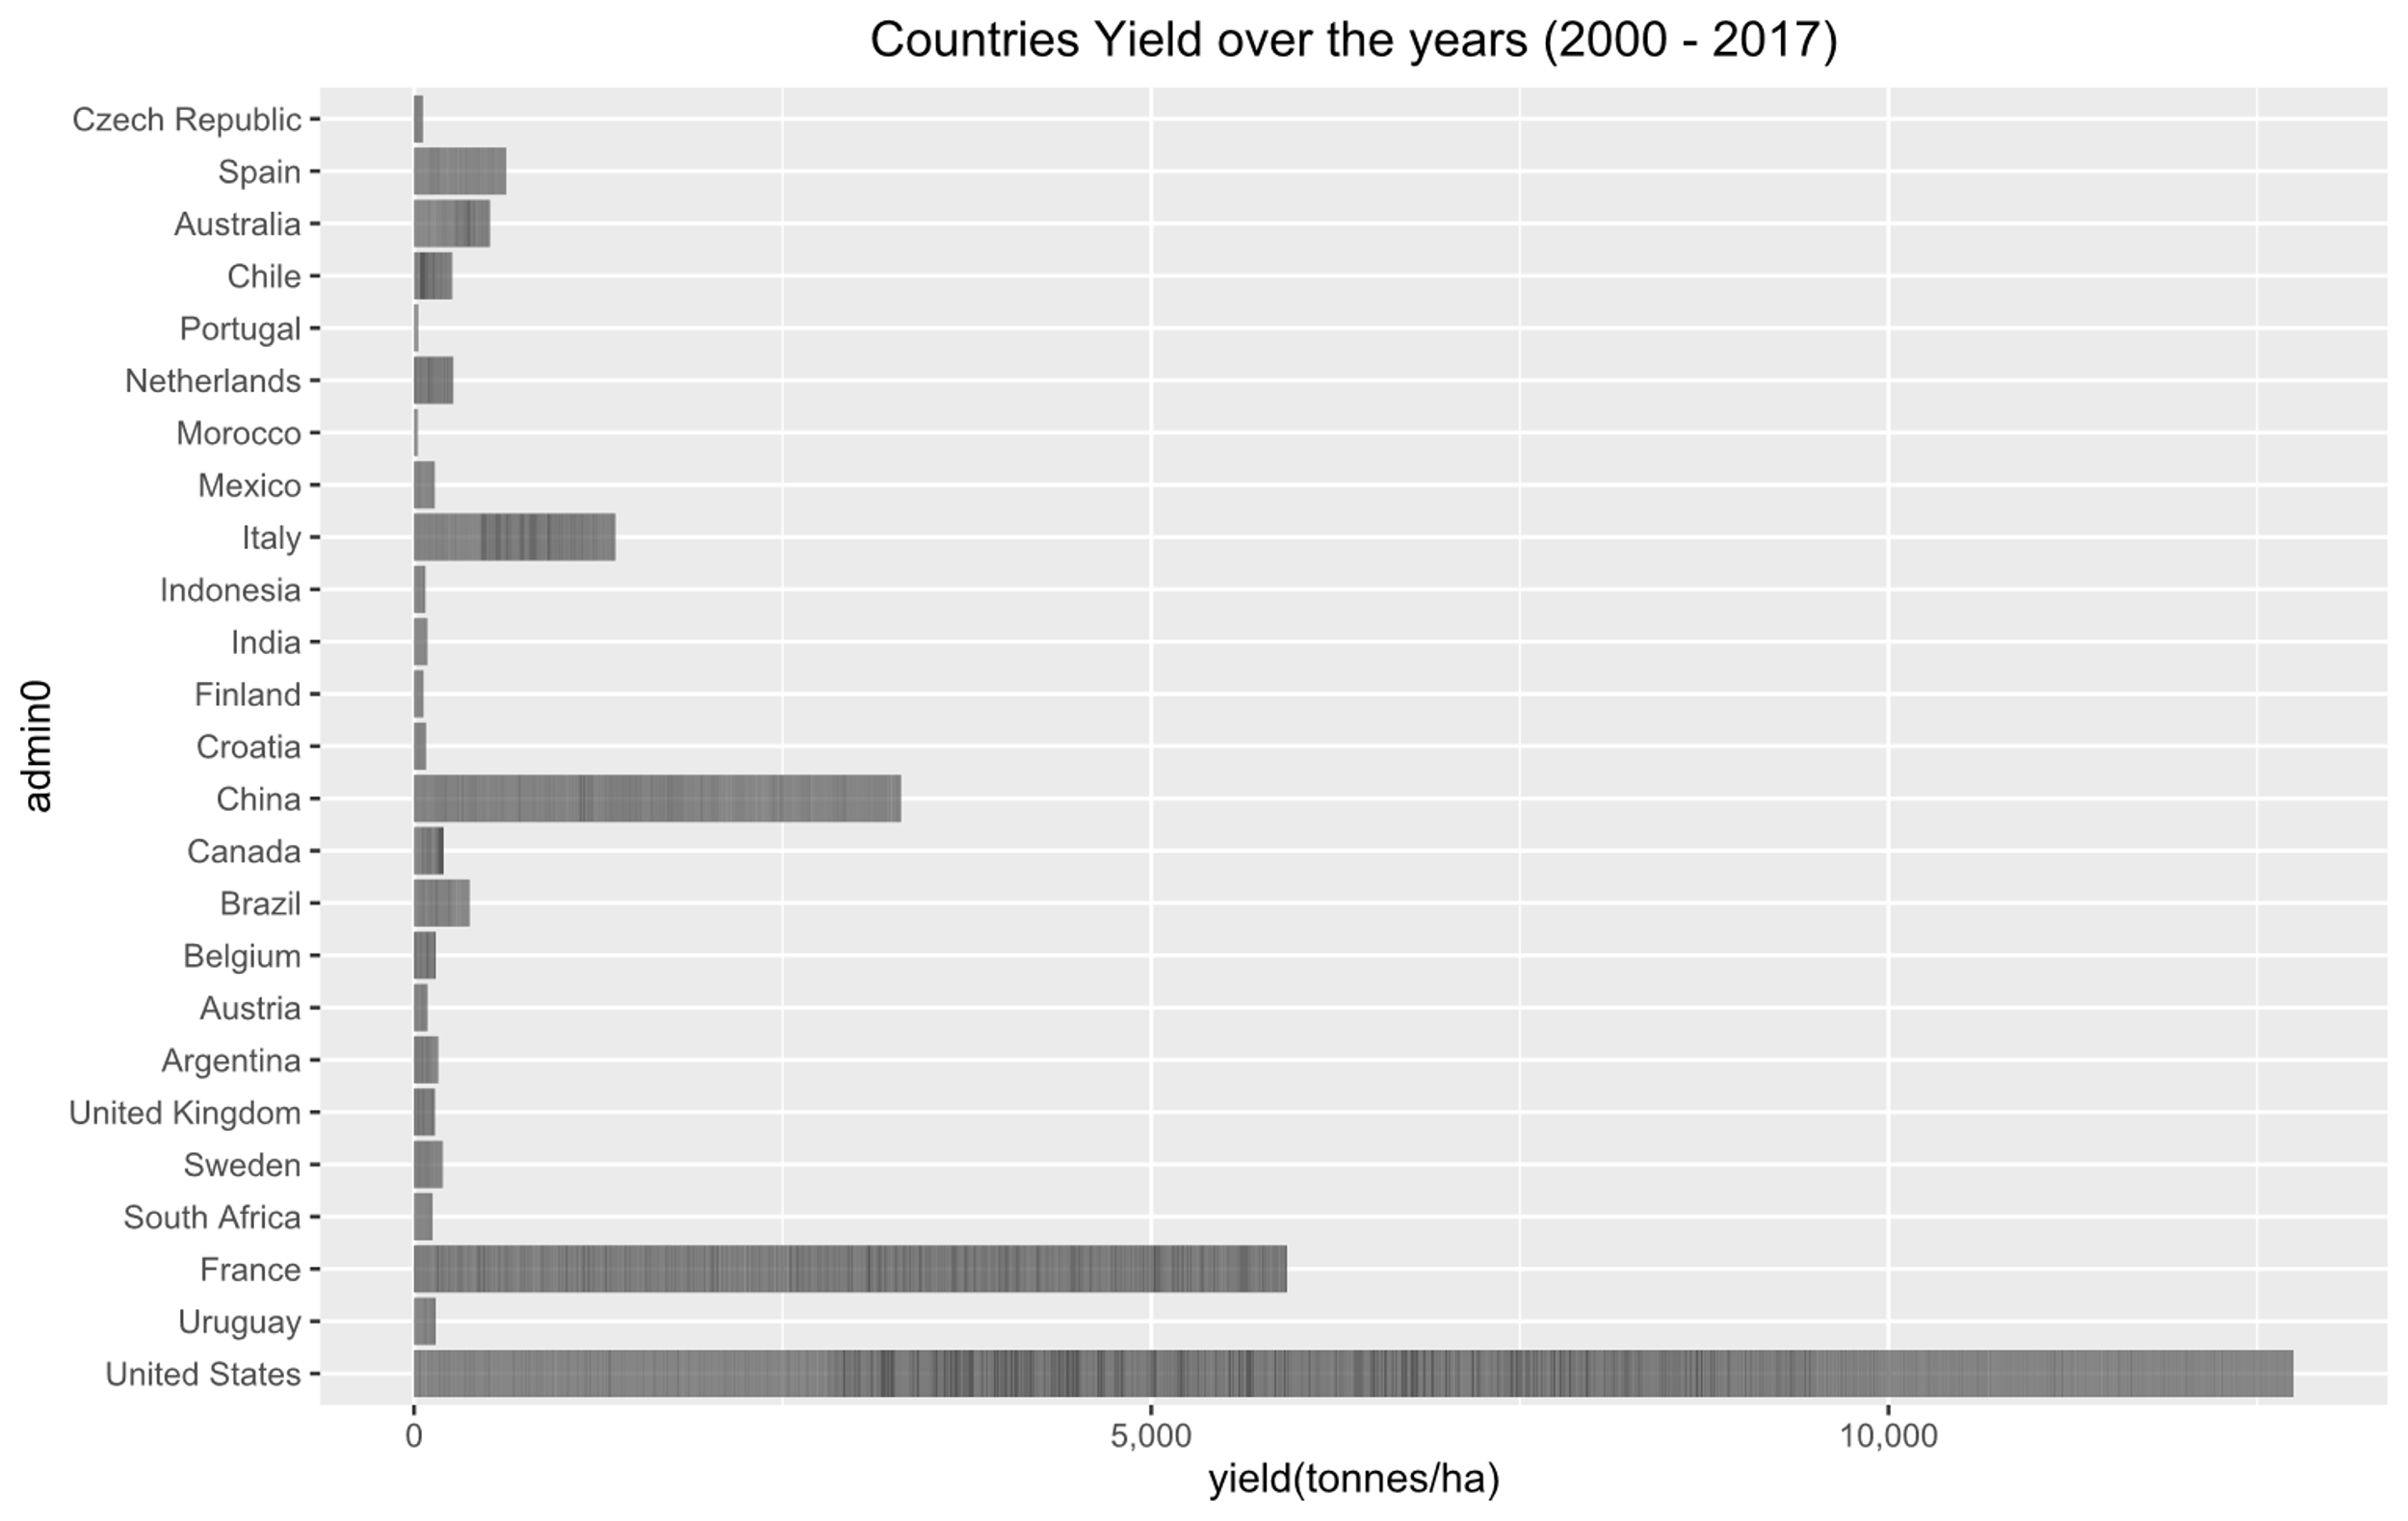 Countries Yield over the years (2000 - 2017)
Czech Republic
Spain
Australia
Chile
Portugal
Netherlands
Morocco
Mexico
Italy
Indonesia
India
Finland
Croatia
China
Canada
Brazil
Belgium
Austria
Argentina
United Kingdom
Sweden
South Africa
France
Uruguay
United States
admin0
0
5,000
10,000
yield(tonnes/ha)